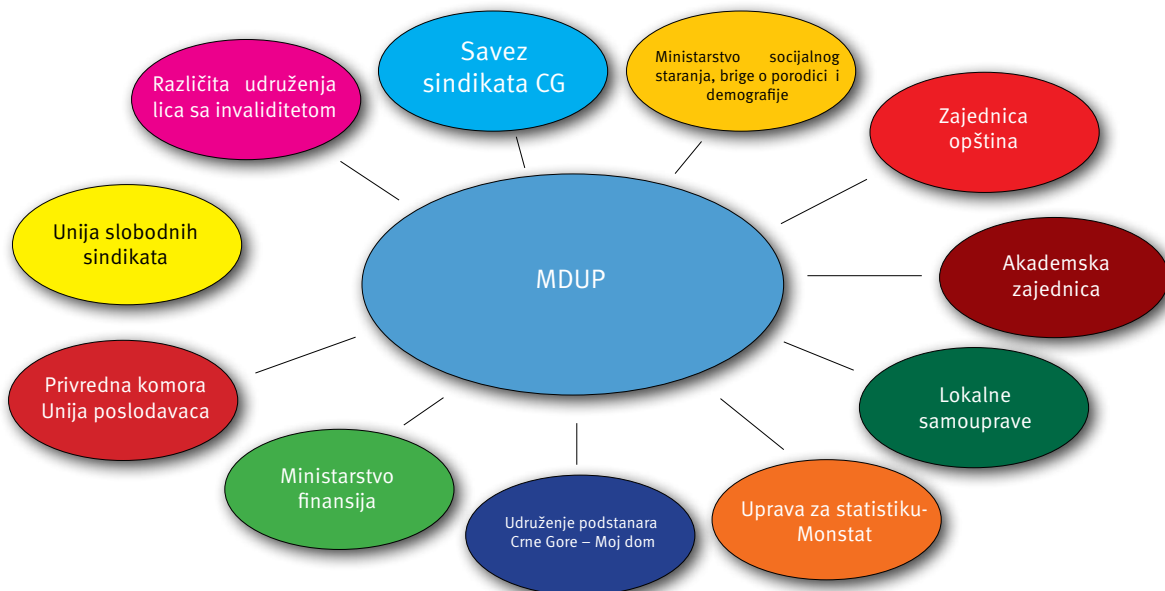 Savez
sindikata CG
Ministarstvo socijalnog
staranja, brige o porodici i
demografije
Različita udruženja
lica sa invaliditetom
Zajednica
opština
Unija slobodnih
sindikata
MDUP
Akademska
zajednica
Privredna komora
Unija poslodavaca
Lokalne
samouprave
Ministarstvo
finansija
Udruženje podstanara
Crne Gore – Moj dom
Uprava za statistiku-
Monstat